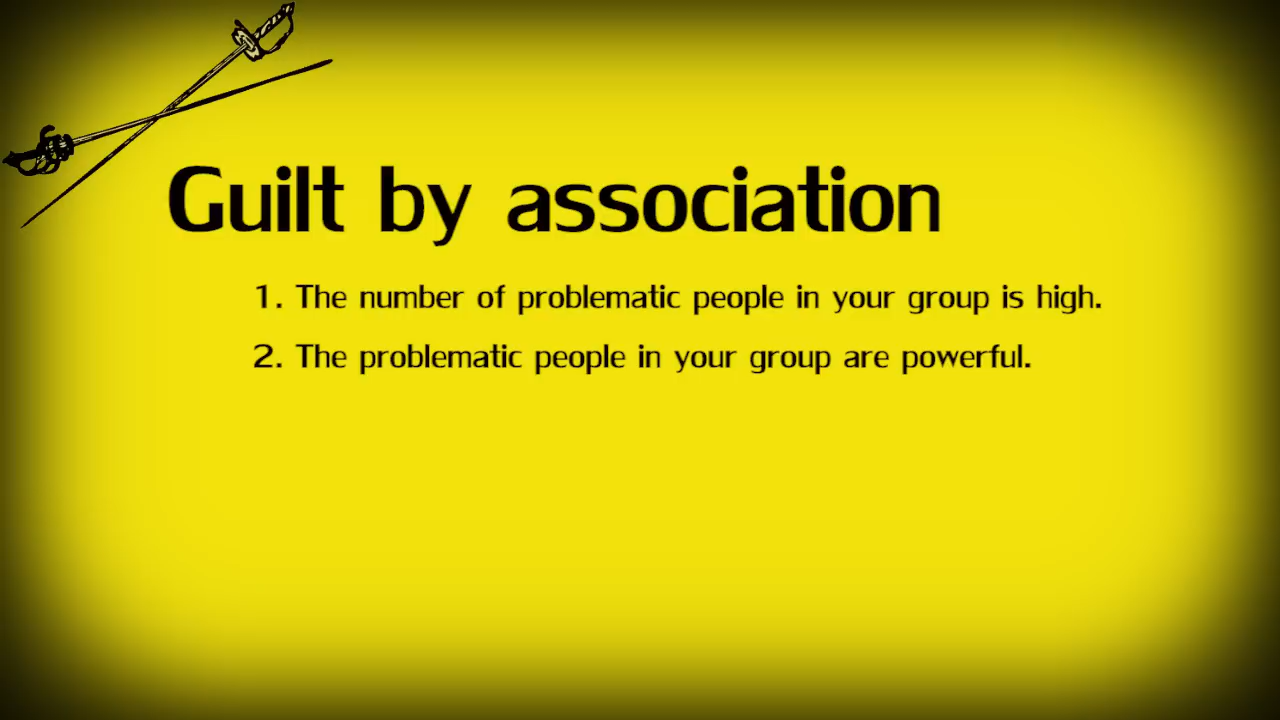 Guilt by association
1. The number of problematic people in your group is high.
2. The problematic people in your group are powerful.